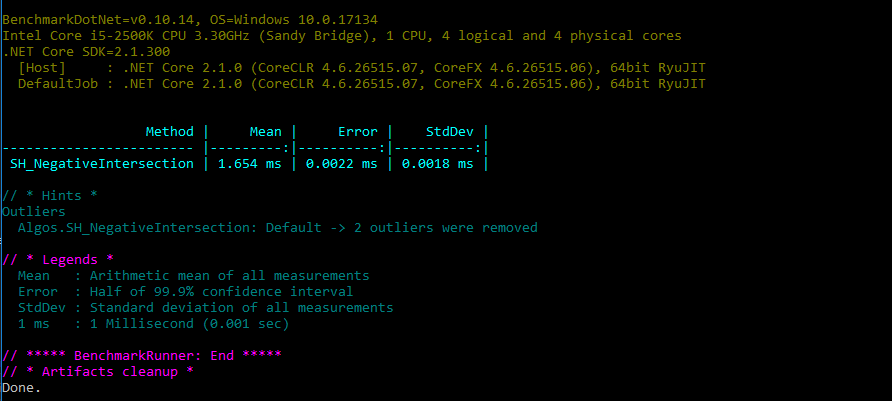 BenchmarkDotNet=v0.10.14, OS=Windows 10.0.17134
Intel Core i5-2500K CPU 3.30GHz (Sandy Bridge), 1 CPU, 4 logical and 4 physical cores
.NET Core SDK=2.1.300
  [Host]     : .NET Core 2.1.0 (CoreCLR 4.6.26515.07, CoreFX 4.6.26515.06), 64bit RyuJIT
  DefaultJob : .NET Core 2.1.0 (CoreCLR 4.6.26515.07, CoreFX 4.6.26515.06), 64bit RyuJIT
                  Method |     Mean |     Error |    StdDev |
------------------------ |---------:|----------:|----------:|
 SH_NegativeIntersection | 1.654 ms | 0.0022 ms | 0.0018 ms |
// * Hints *
Outliers
  Algos.SH_NegativeIntersection: Default -> 2 outliers were removed
// * Legends *
  Mean   : Arithmetic mean of all measurements
  Error  : Half of 99.9% confidence interval
  StdDev : Standard deviation of all measurements
  1 ms   : 1 Millisecond (0.001 sec)
// ***** BenchmarkRunner: End *****
// * Artifacts cleanup *
Done.